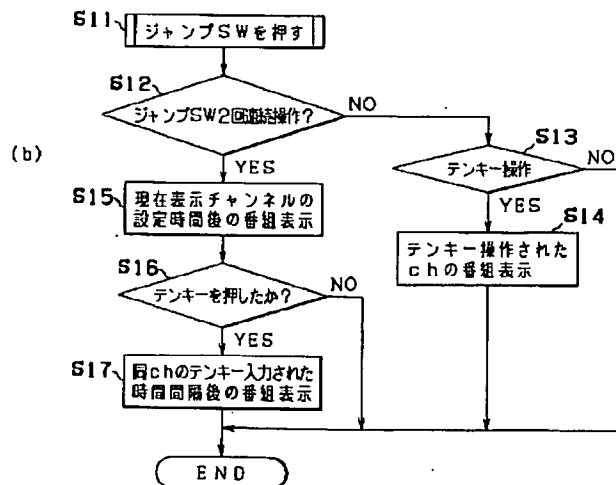 S11
ジャンプSWを押す
S12
ジャンプSW2回連続操作?
NO
(b)
YES
S13
テンキー操作
NO
YES
S15
現在表示チャンネルの
設定時間後の番組表示
S14
テンキー操作された
chの番組表示
S16
テンキーを押したか?
NO
YES
S17
同chのテンキー入力された
時間間隔後の番組表示
END